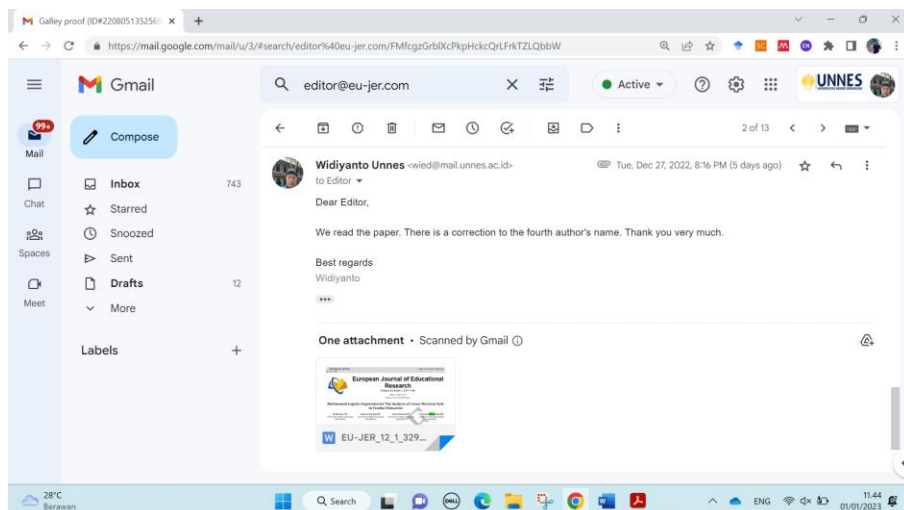 Galley proof (ID#22080513525
https://mail.google.com/mail/u/3/#search/editor%40eu-jer.com/FMfcgzGrblXcPkpHckcQrLFrkTZLQbbW
Gmail
editor@eu-jer.com
Active
UNNES
99+
Mail
Compose
2 of 13
Chat
Spaces
Meet
Inbox 743
Starred
Snoozed
Sent
Drafts 12
More
Labels
Widiyanto Unnes <wied@mail.unnes.ac.id>
Tue, Dec 27, 2022, 8:16 PM (5 days ago)
to Editor
Dear Editor,
We read the paper. There is a correction to the fourth author's name. Thank you very much.
Best regards
Widiyanto
One attachment • Scanned by Gmail
European Journal of Educational
Research
W EU-JER_12_1_329...
28°C
Berawan
Search
DELL
ENG
11.44
01/01/2023